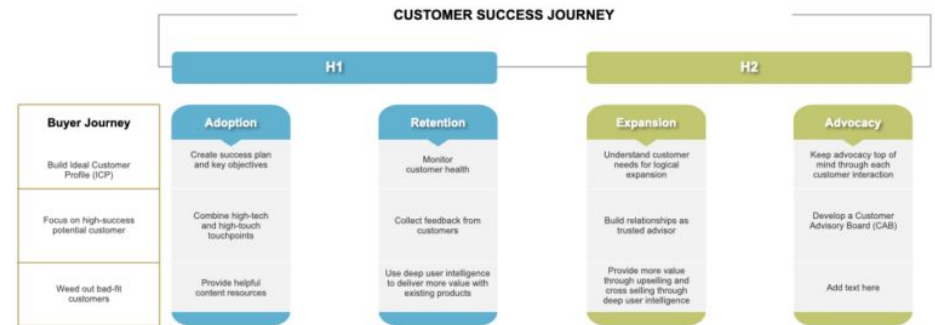 CUSTOMER SUCCESS JOURNEY
H1
H2
Buyer Journey
Adoption
Retention
Expansion
Advocacy
Build Ideal Customer
Profile (ICP)
Create success plan
and key objectives
Monitor
customer health
Understand customer
needs for logical
expansion
Keep advocacy top of
mind through each
customer interaction
Focus on high-success
potential customer
Combine high-tech
and high-touch
touchpoints
Collect feedback from
customers
Build relationships as
trusted advisor
Develop a Customer
Advisory Board (CAB)
Weed out bad-fit
customers
Provide helpful
content resources
Use deep user intelligence
to deliver more value with
existing products
Provide more value
through upselling and
cross selling through
deep user intelligence
Add text here